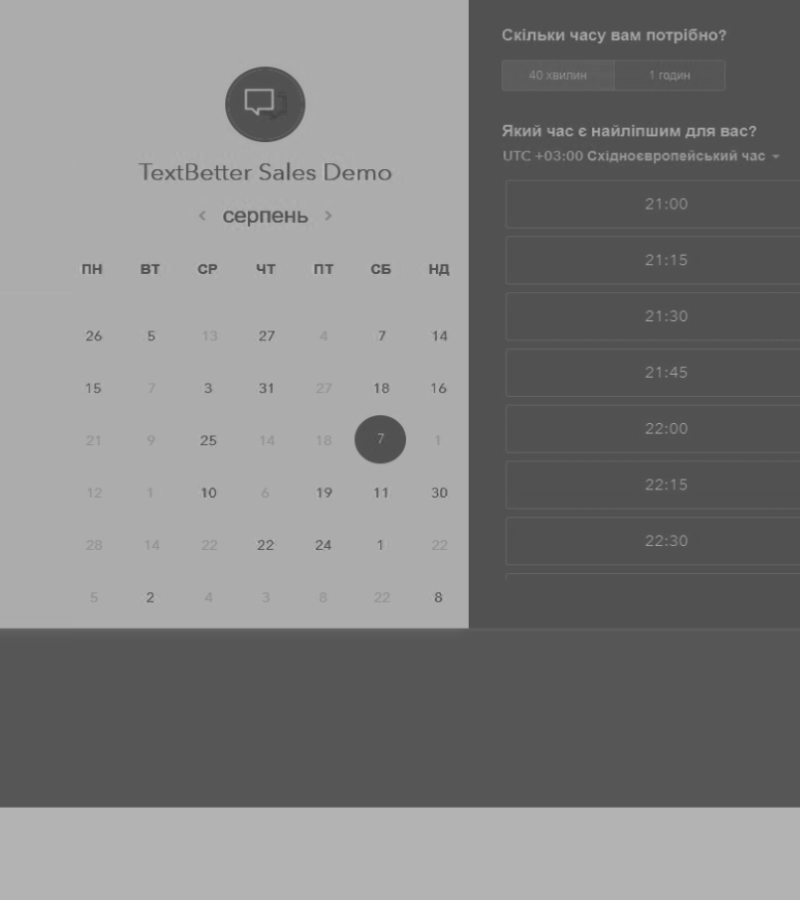 TextBetter Sales Demo
< серпень >
ПН ВТ СР ЧТ ПТ СБ НД
26 5 13 27 4 7 14
15 7 3 31 27 18 16
21 9 25 14 18 7 1
12 1 10 6 19 11 30
28 14 22 22 24 1 22
5 2 4 3 8 22 8
Скільки часу вам потрібно?
40 хвилин 1 годин
Який час є найліпшим для вас?
UTC +03:00 Східноєвропейський час
21:00
21:15
21:30
21:45
22:00
22:15
22:30